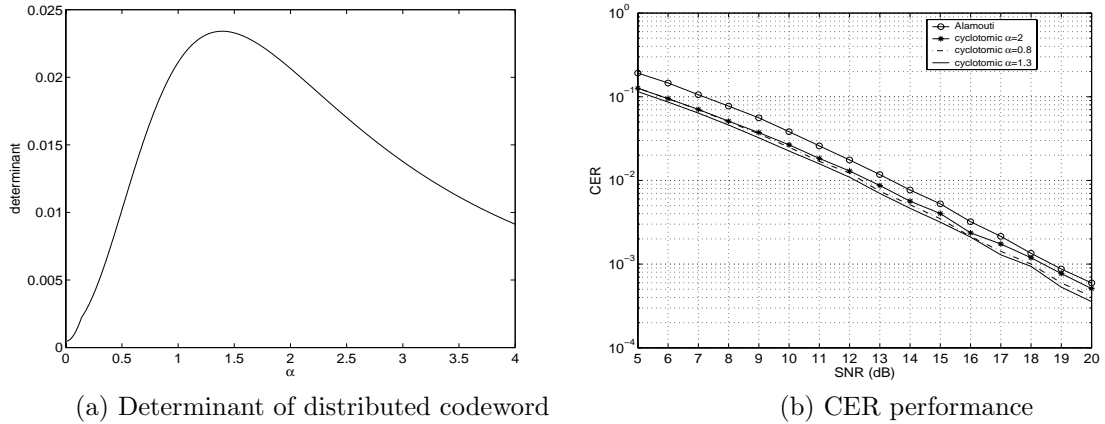 0.025
0.02
0.015
0.01
0.005
0
determinant
0 0.5 1 1.5 2 2.5 3 3.5 4
α
(a) Determinant of distributed codeword
10^0
10^−1
10^−2
10^−3
10^−4
CER
Alamouti
cyclotomic α=2
cyclotomic α=0.8
cyclotomic α=1.3
5 6 7 8 9 10 11 12 13 14 15 16 17 18 19 20
SNR (dB)
(b) CER performance